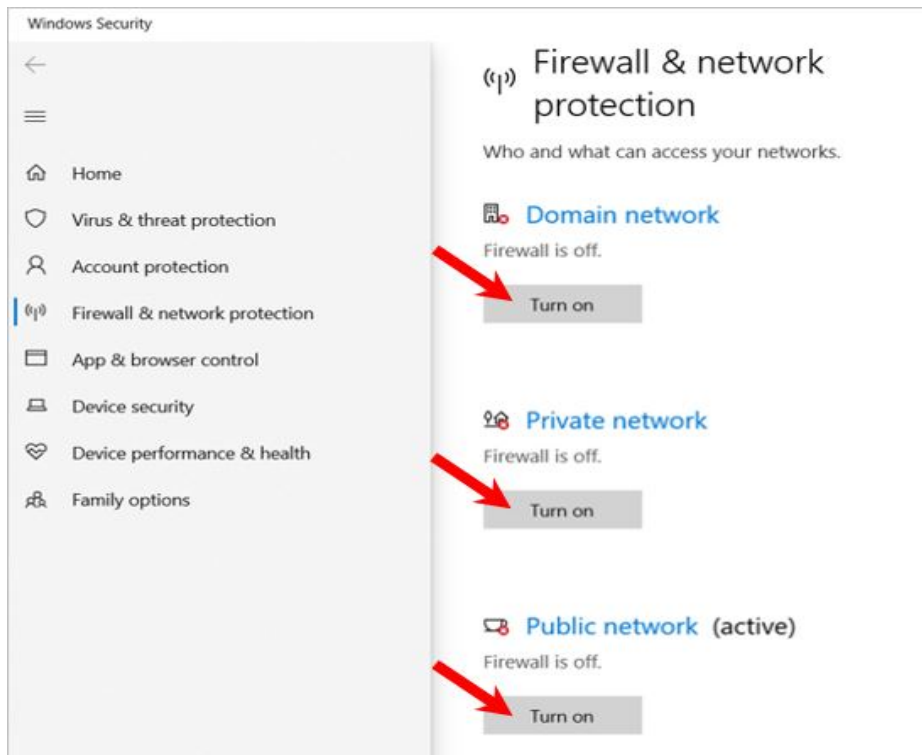 Windows Security
Home
Virus & threat protection
Account protection
Firewall & network protection
App & browser control
Device security
Device performance & health
Family options
Firewall & network
protection
Who and what can access your networks.
Domain network
Firewall is off.
Turn on
Private network
Firewall is off.
Turn on
Public network (active)
Firewall is off.
Turn on